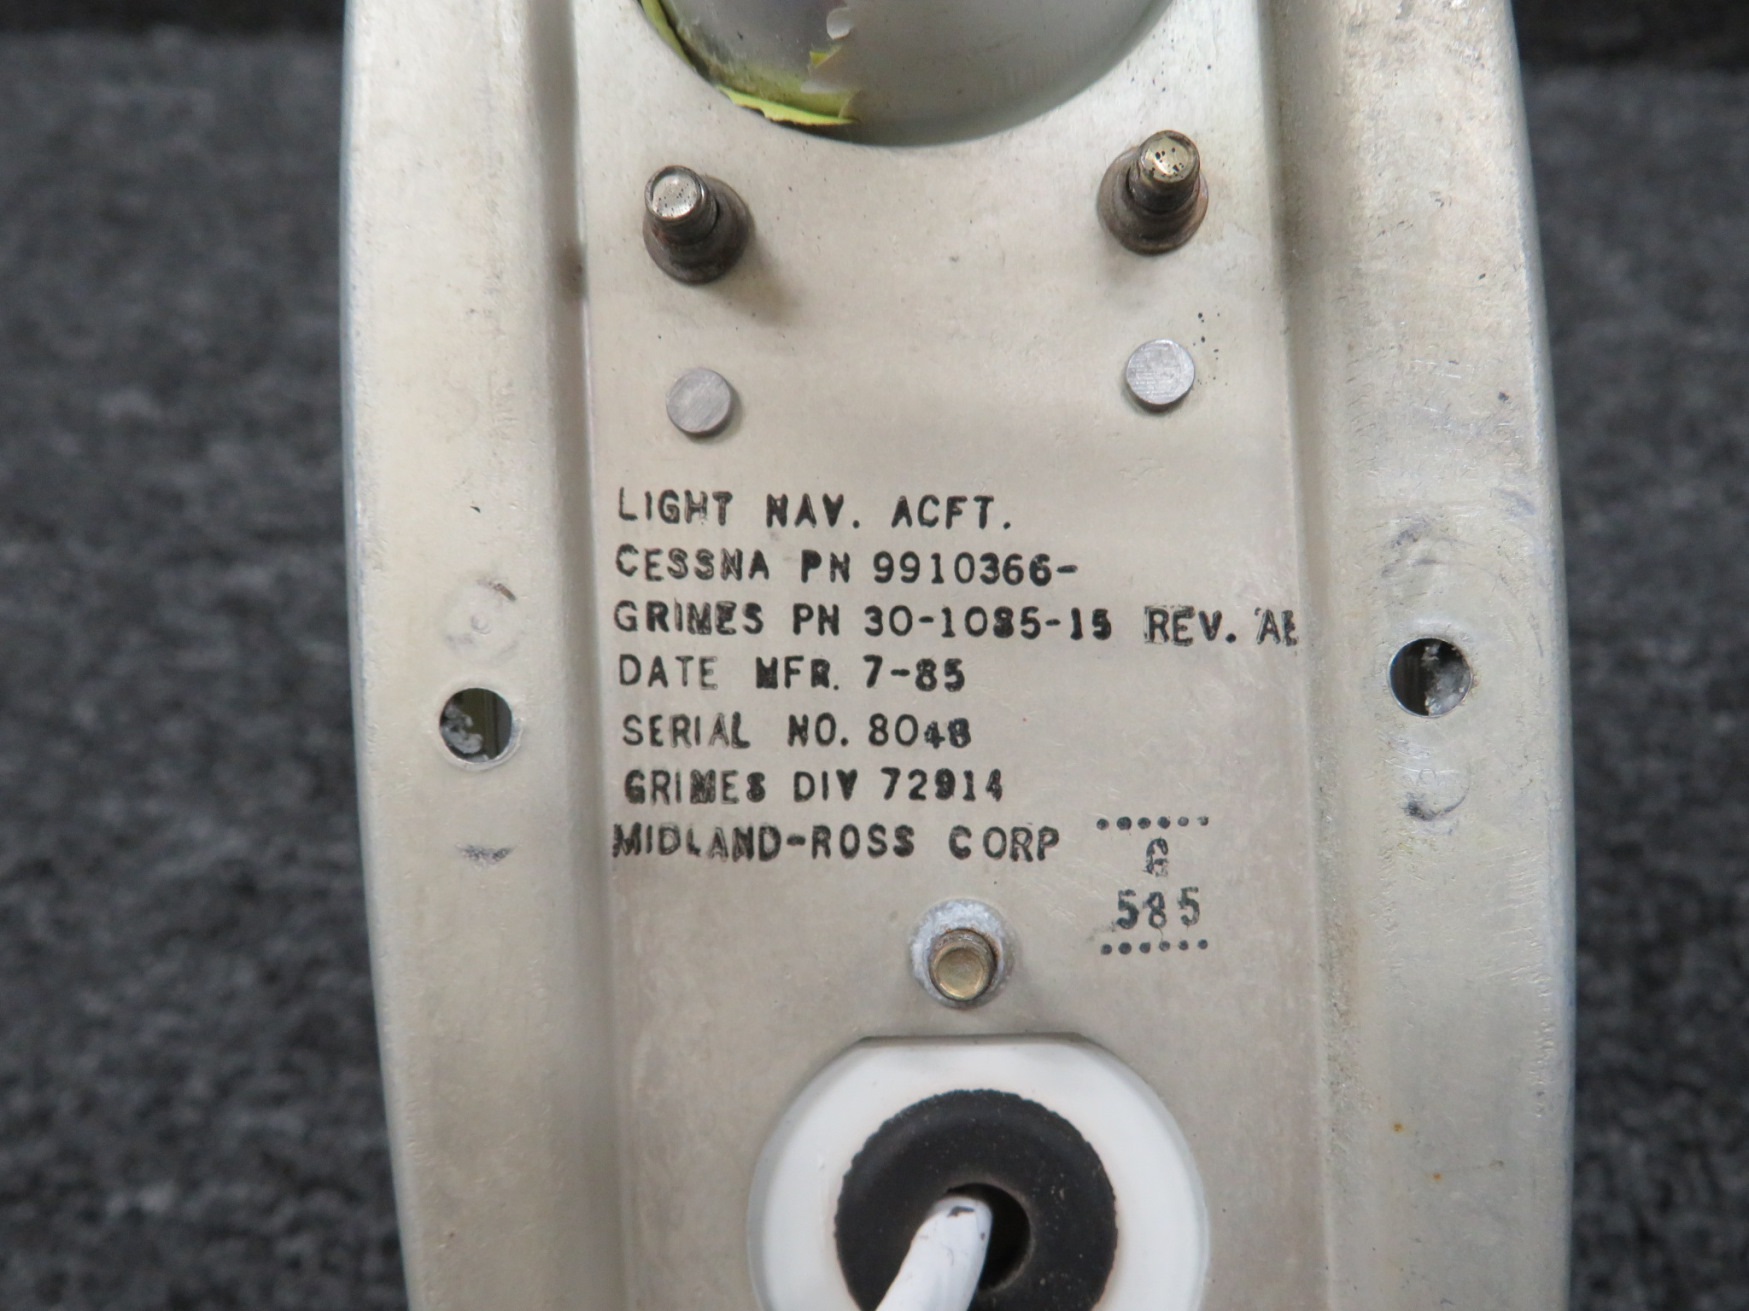 LIGHT NAV. ACFT.
CESSNA PN 9910366-
GRIMES PN 30-1085-15 REV.
DATE MFR. 7-85
SERIAL NO. 8048
GRIMES DIV 72914
MIDLAND-ROSS CORP
G
585